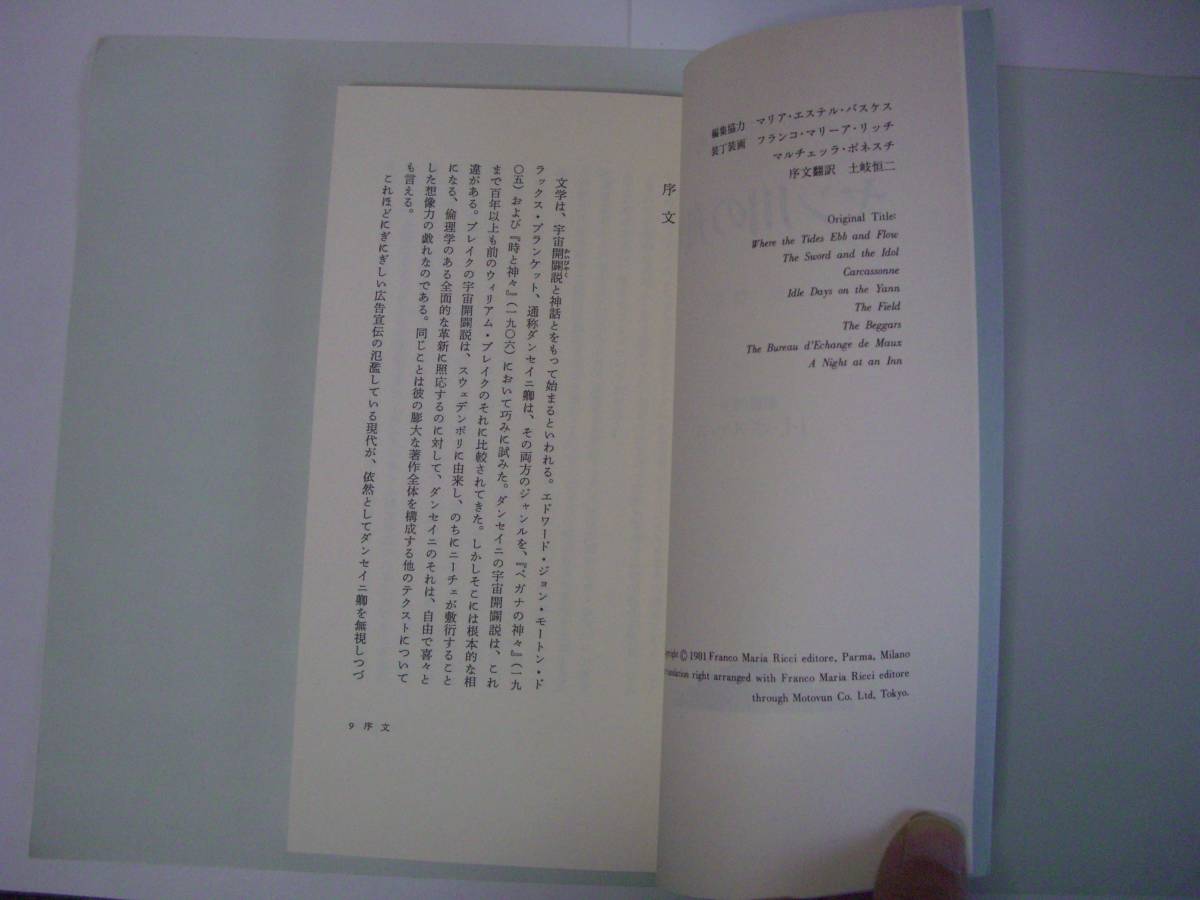 編集協力 マリア・エステル・バスケス
装丁装画 フランコ・マリーア・リッチ
マルチェッラ・ボネスチ
序文翻訳 土岐恒二
Original Title:
Where the Tides Ebb and Flow
The Sword and the Idol
Carcassonne
Idle Days on the Yann
The Field
The Beggars
The Bureau d'Echange de Maux
A Night at an Inn
©1981 Franco Maria Ricci editore, Parma, Milano
right arranged with Franco Maria Ricci editore
through Motovun Co. Ltd, Tokyo.
序文
文学は、宇宙開闢説と神話とをもって始まるといわれる。エドワード・ジョン・モートン・ド
ラックス・プランケット、通称ダンセイニ卿は、その両方のジャンルを、『ペガナの神々』(一九
〇五)および『時と神々』(一九〇六)において巧みに試みた。ダンセイニの宇宙開闢説は、これ
まで百年以上も前のウィリアム・ブレイクのそれに比較されてきた。しかしそこには根本的な相
違がある。ブレイクの宇宙開闢説は、スウェデンボリに由来し、のちにニーチェが敷衍すること
になる、倫理学のある全面的な革新に照応するのに対して、ダンセイニのそれは、自由で喜々と
した想像力の戯れなのである。同じことは彼の膨大な著作全体を構成する他のテクストについて
も言える。
これほどにぎにぎしい広告宣伝の氾濫している現代が、依然としてダンセイニ卿を無視しつづ
9 序文